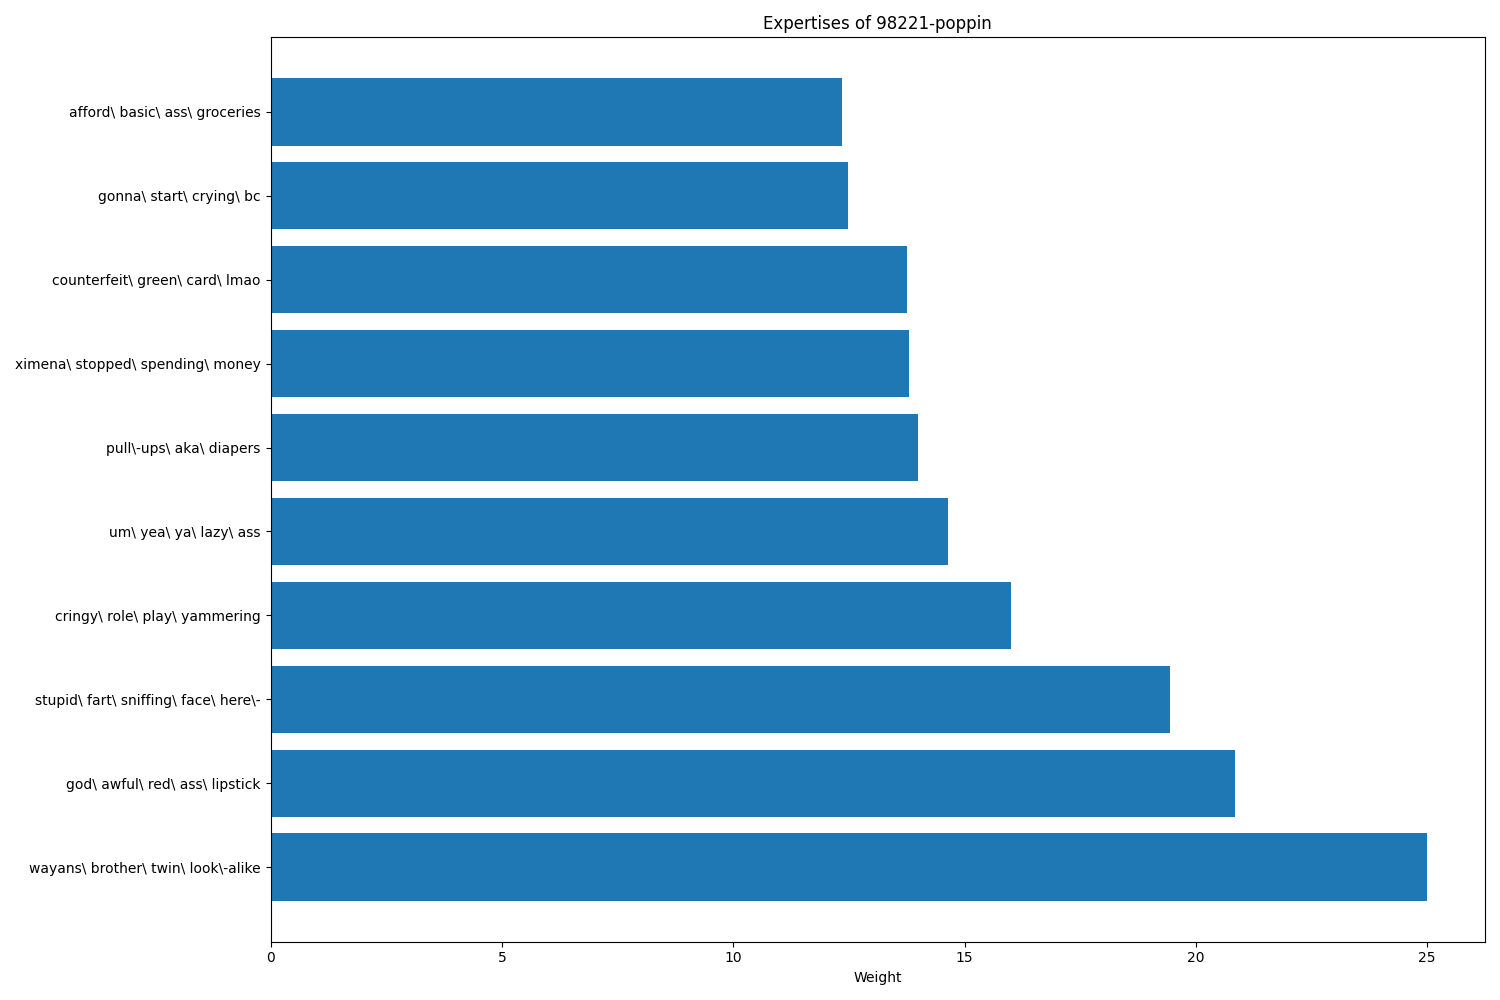 Expertises of 98221-poppin
afford\ basic\ ass\ groceries
gonna\ start\ crying\ bc
counterfeit\ green\ card\ lmao
ximena\ stopped\ spending\ money
pull\-ups\ aka\ diapers
um\ yea\ ya\ lazy\ ass
cringy\ role\ play\ yammering
stupid\ fart\ sniffing\ face\ here\-
god\ awful\ red\ ass\ lipstick
wayans\ brother\ twin\ look\-alike
0 5 10 15 20 25
Weight